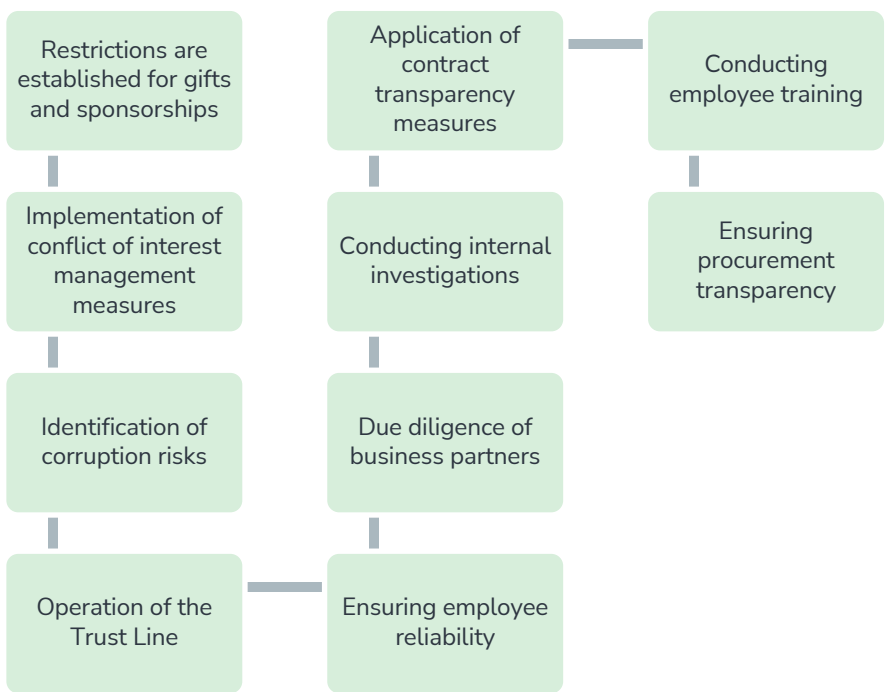 Restrictions are
established for gifts
and sponsorships
Implementation of
conflict of interest
management
measures
Identification of
corruption risks
Operation of the
Trust Line
Ensuring employee
reliability
Due diligence of
business partners
Conducting internal
investigations
Application of
contract
transparency
measures
Conducting
employee training
Ensuring
procurement
transparency